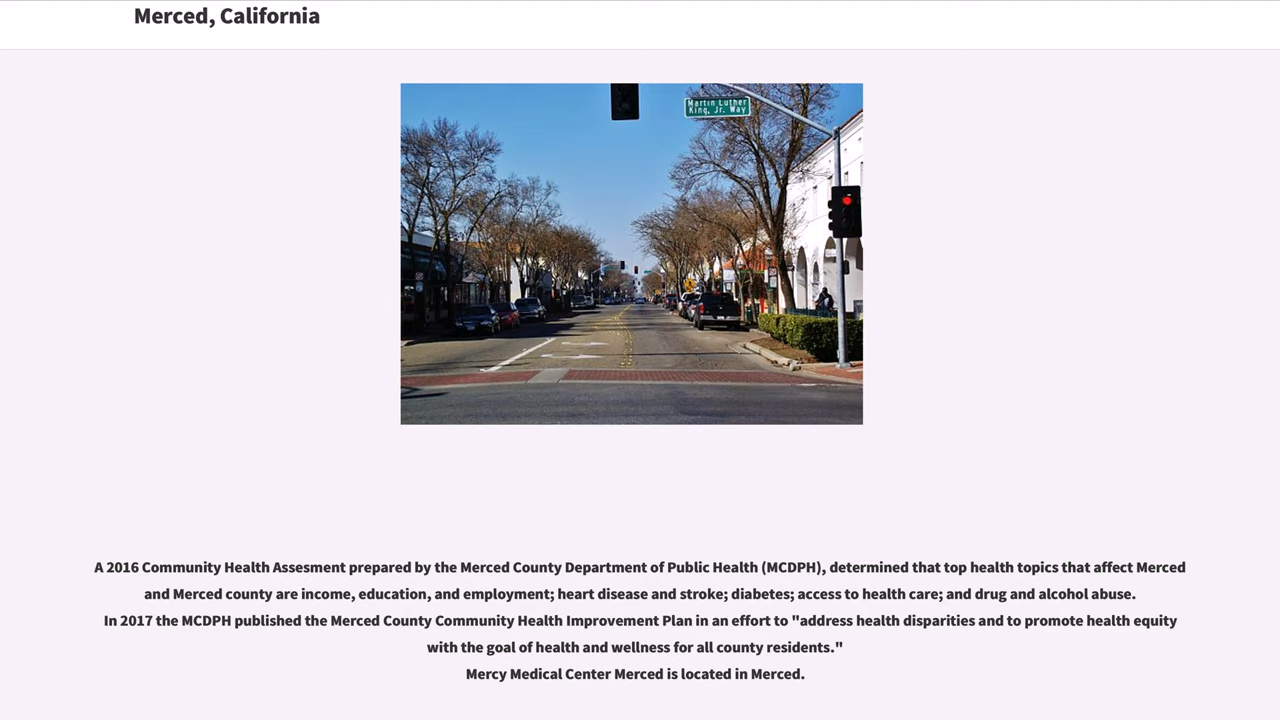 Merced, California
Martin Luther
King, Jr. Way
A 2016 Community Health Assesment prepared by the Merced County Department of Public Health (MCDPH), determined that top health topics that affect Merced
and Merced county are income, education, and employment; heart disease and stroke; diabetes; access to health care; and drug and alcohol abuse.
In 2017 the MCDPH published the Merced County Community Health Improvement Plan in an effort to "address health disparities and to promote health equity
with the goal of health and wellness for all county residents."
Mercy Medical Center Merced is located in Merced.